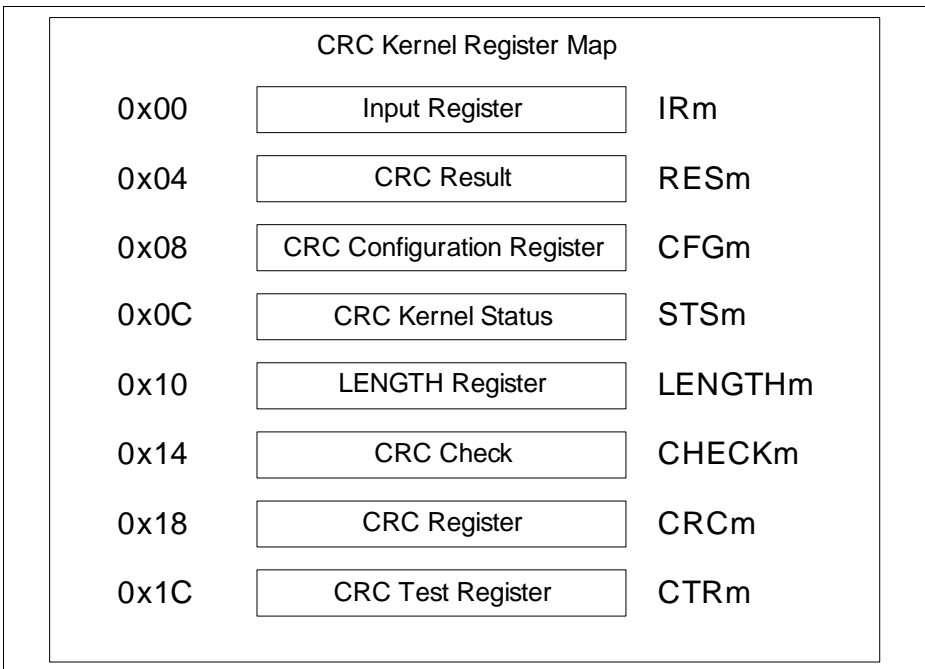 CRC Kernel Register Map
0x00 Input Register IRm
0x04 CRC Result RESm
0x08 CRC Configuration Register CFGm
0x0C CRC Kernel Status STSm
0x10 LENGTH Register LENGTHm
0x14 CRC Check CHECKm
0x18 CRC Register CRCm
0x1C CRC Test Register CTRm